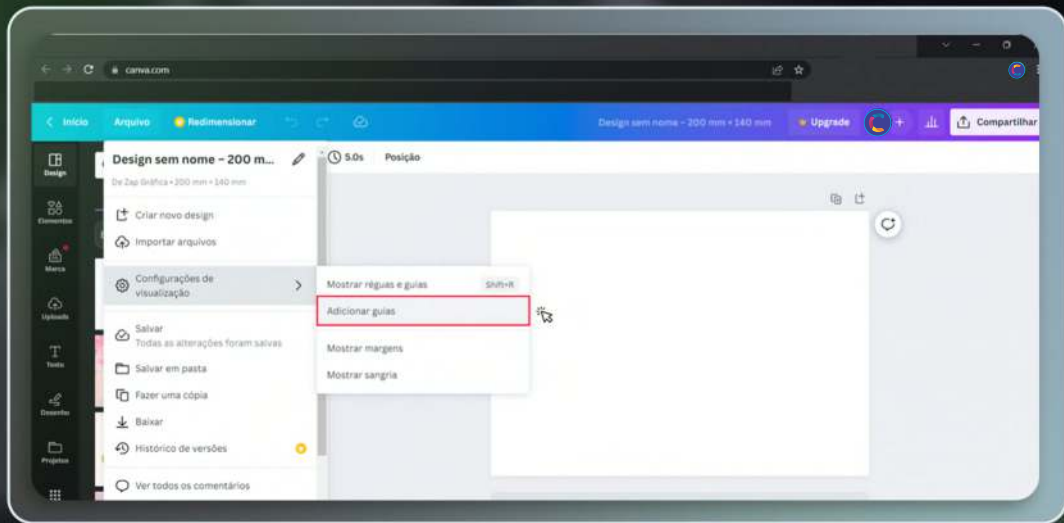 canva.com
Início
Arquivo
Redimensionar
Design sem nome – 200 mm × 140 mm
Upgrade
Compartilhar
Design
Elementos
Marca
Uploads
Texto
Desenho
Projetos
Design sem nome – 200 m...
De Zap Gráfica • 200 mm × 140 mm
Criar novo design
Importar arquivos
Configurações de
visualização
Salvar
Todas as alterações foram salvas
Salvar em pasta
Fazer uma cópia
Baixar
Histórico de versões
Ver todos os comentários
Mostrar réguas e guias
Shift+R
Adicionar guias
Mostrar margens
Mostrar sangria
5.0s
Posição